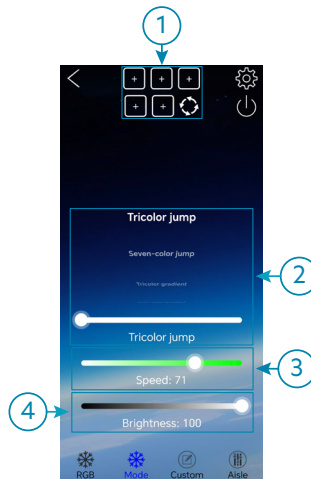 1
+ + +
+ +
Tricolor jump
Seven-color jump
Tricolor gradient
2
Tricolor jump
3
Speed: 71
4
Brightness: 100
RGB Mode Custom Aisle